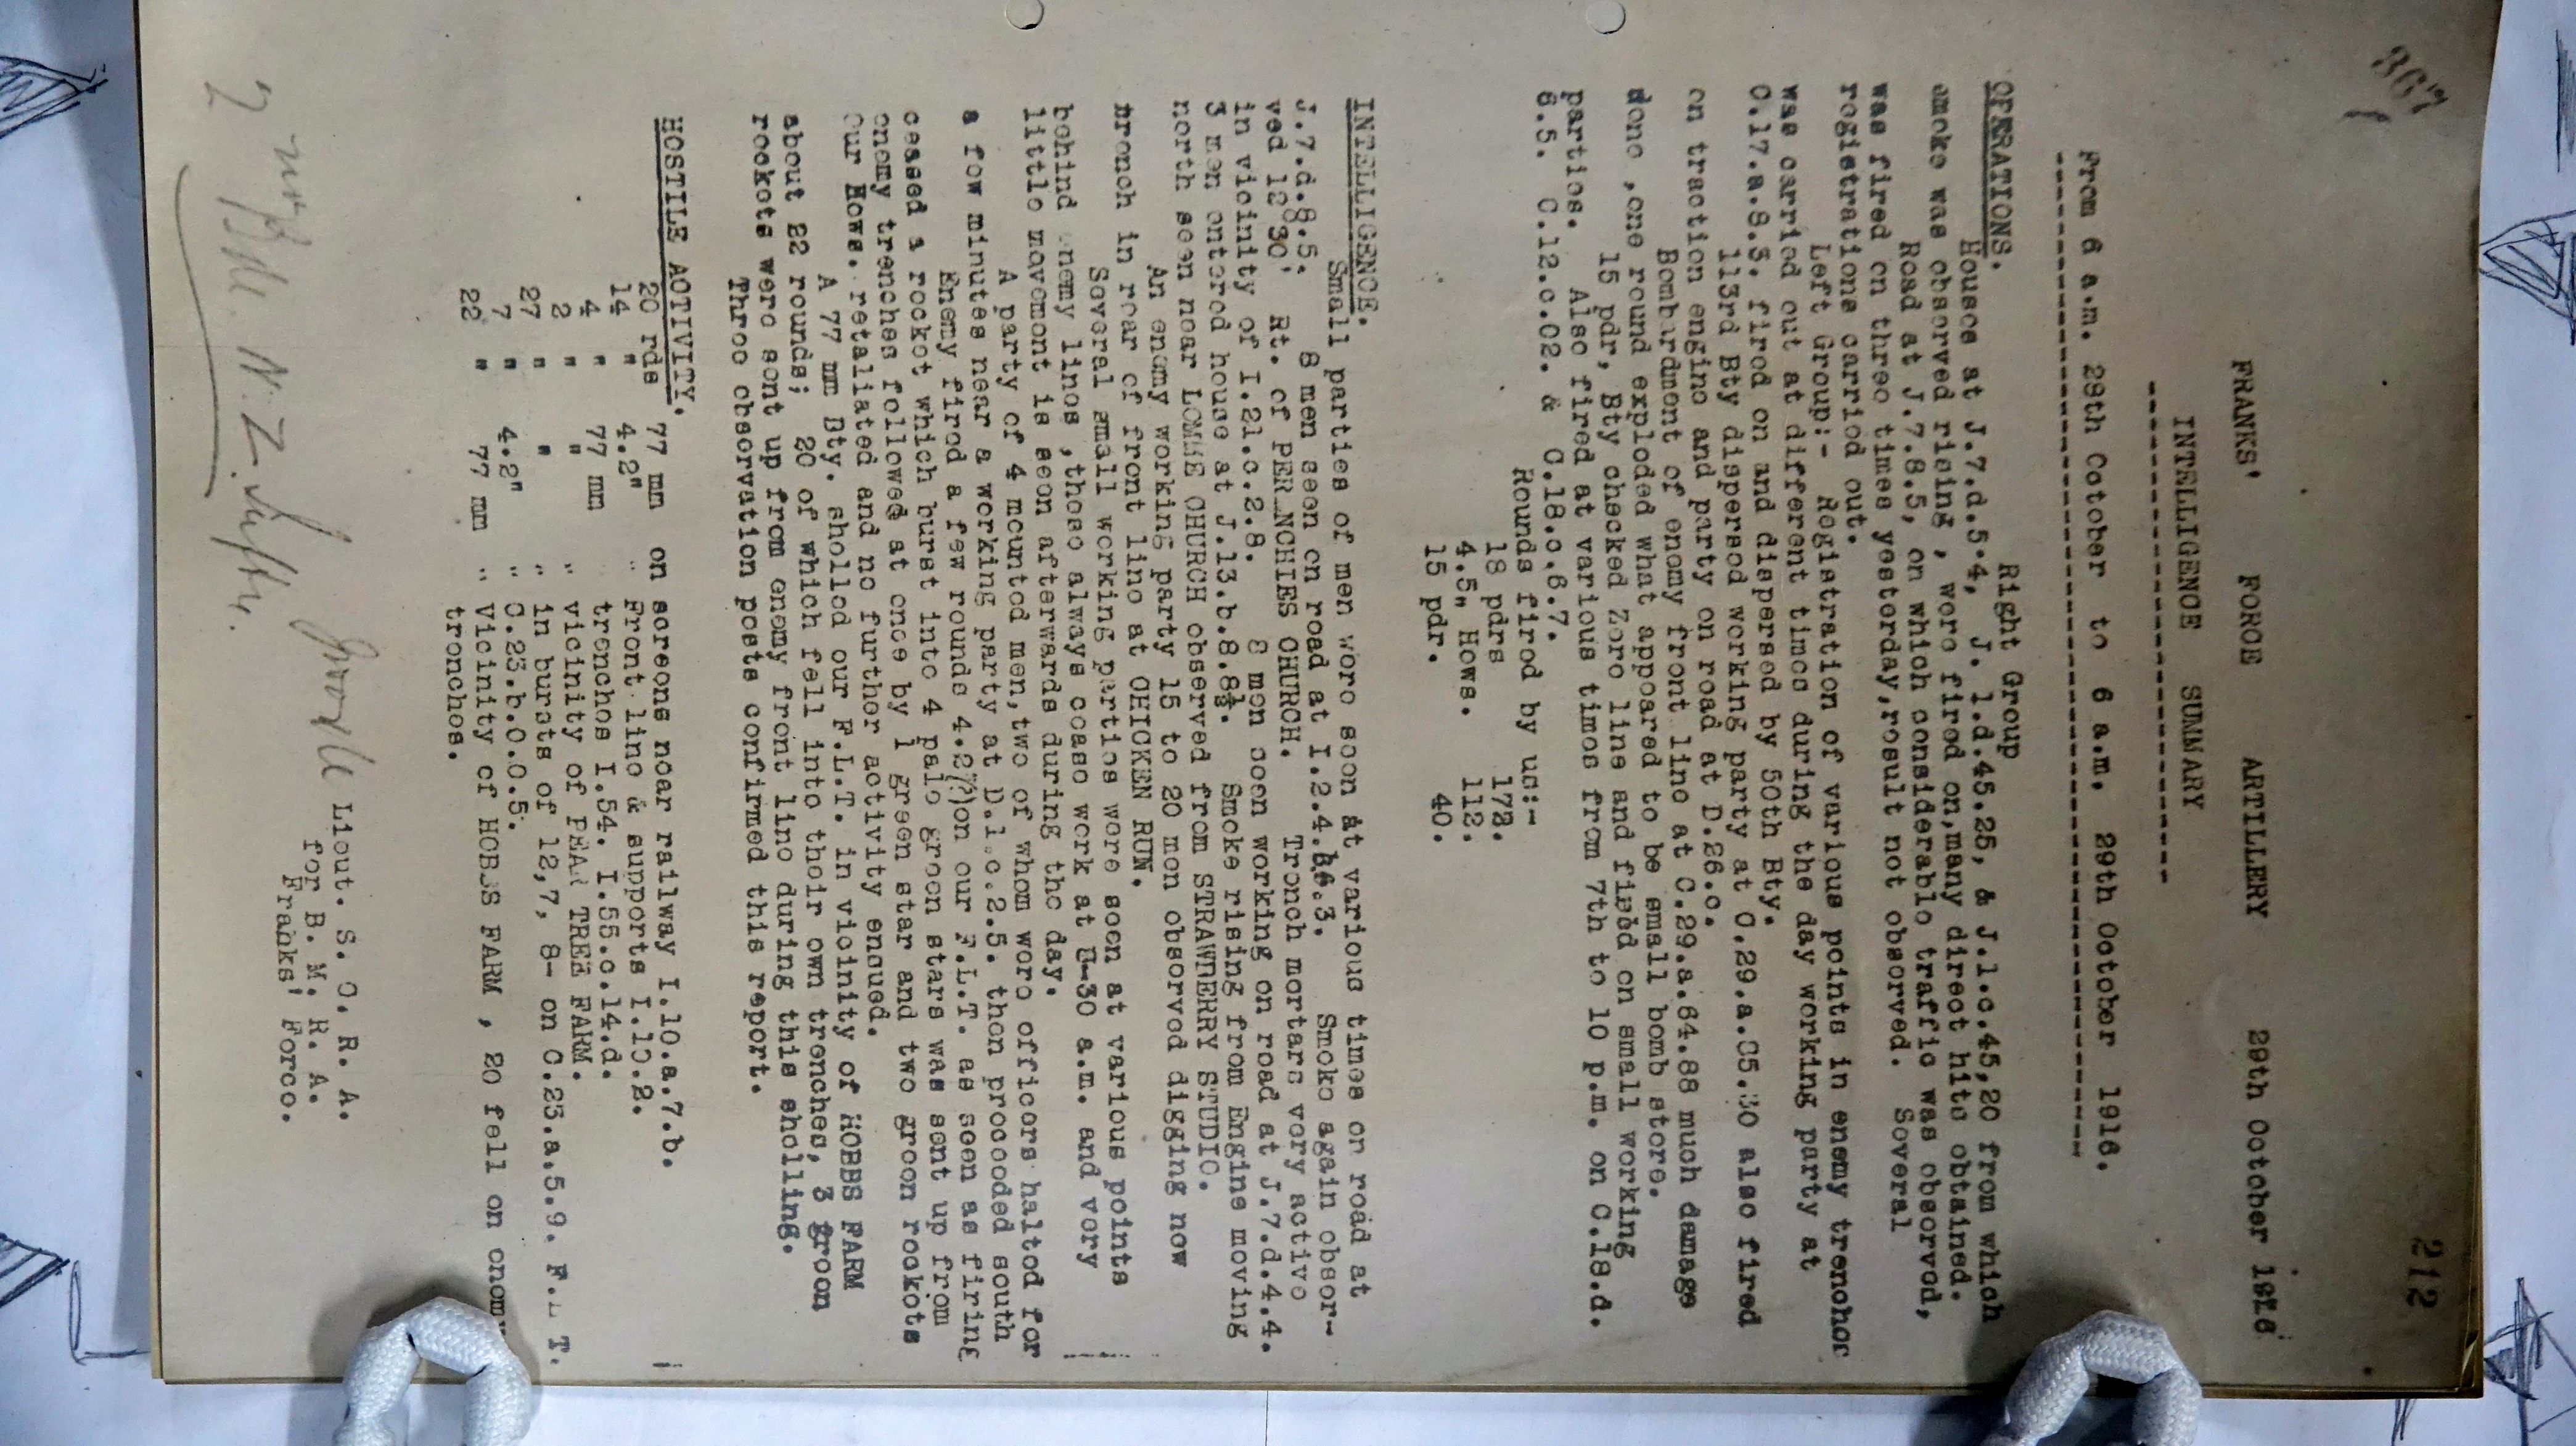 367
212
FRANKS' FORCE ARTILLERY 29th October 1916
INTELLIGENCE SUMMARY
---------------------------
From 6 a.m. 28th October to 6 a.m. 29th October 1916.
-----------------------------------------------------
OPERATIONS. Right Group
Houses at J.7.d.5.4, J. 1.d.45.25, & J.1.c.45,20 from which
smoke was observed rising , were fired on,many direct hits obtained.
Road at J.7.8.5, on which considerable traffic was observed,
was fired on three times yesterday,result not observed. Several
registrations carried out.
Left Group:- Registration of various points in enemy trenches
was carried out at different times during the day working party at
C.17.a.8.3. fired on and dispersed by 50th Bty.
113rd Bty dispersed working party at C.29.a.35.30 also fired
on traction engine and party on road at D.26.c.
Bombardment of enemy front line at C.29.a.64.88 much damage
done ,one round exploded what appeared to be small bomb store.
15 pdr, Bty checked Zero line and fired on small working
parties. Also fired at various times from 7th to 10 p.m. on C.18.d.
6.5. C.12.c.02. & C.18.c.6.7.
Rounds fired by us:-
18 pdrs 173.
4.5" Hows. 112.
15 pdr. 40.
INTELLIGENCE.
Small parties of men were seen at various times on road at
J.7.d.8.5. 8 men seen on road at I.2.4. .3. Smoke again obser-
ved 12°30' Rt. of PERENCHIES CHURCH. Trench mortars very active
in vicinity of I.21.c.2.8. 8 men seen working on road at J.7.d.4.4.
3 men entered house at J.13.b.8.8½. Smoke rising from Engine moving
north seen near LOMME CHURCH observed from STRAWBERRY STUDIO.
An enemy working party 15 to 20 men observed digging new
trench in rear of front line at CHICKEN RUN.
Several small working parties were seen at various points
behind enemy lines ,these always cease work at 8-30 a.m. and very
little movement is seen afterwards during the day.
A party of 4 mounted men,two of whom were officers halted for
a few minutes near a working party at D.1.c.2.5. then proceeded south
Enemy fired a few rounds 4.2(?)on our F.L.T. as soon as firing
ceased a rocket which burst into 4 pale green stars was sent up from
enemy trenches followed at once by 1 green star and two green rockets
Our Hows. retaliated and no further activity ensued.
A 77 mm Bty. shelled our F.L.T. in vicinity of HOBBS FARM
about 22 rounds; 20 of which fell into their own trenches, 3 green
rockets were sent up from enemy front line during this shelling.
Three observation posts confirmed this report.
HOSTILE ACTIVITY.
20 rds 77 mm on screens near railway I.10.a.7.b.
14 " 4.2" " Front line & supports I.10.2.
4 " 77 mm trenches I.54. I.55.c.14.d.
2 " " " vicinity of PEAR TREE FARM.
27 " " " in bursts of 12,7, 8- on C.23.a.5.9. F.L T.
7 " 4.2" " C.23.b.0.0.5.
22 " 77 mm " Vicinity of HOBBS FARM , 20 fell on enemy
trenches.
Lieut. S. O. R. A.
for B. M. R. A.
Franks' Force.
2 Bde. N.Z.